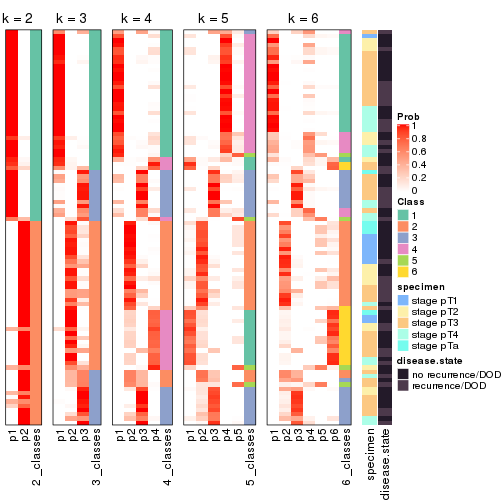 k = 2 k = 3 k = 4 k = 5 k = 6
Prob
1
0.8
0.6
0.4
0.2
0
Class
1
2
3
4
5
6
specimen
stage pT1
stage pT2
stage pT3
stage pT4
stage pTa
disease.state
no recurrence/DOD
recurrence/DOD
p1 p2 2_classes p1 p2 p3 3_classes p1 p2 p3 p4 4_classes p1 p2 p3 p4 p5 5_classes p1 p2 p3 p4 p5 p6 6_classes specimen disease.state